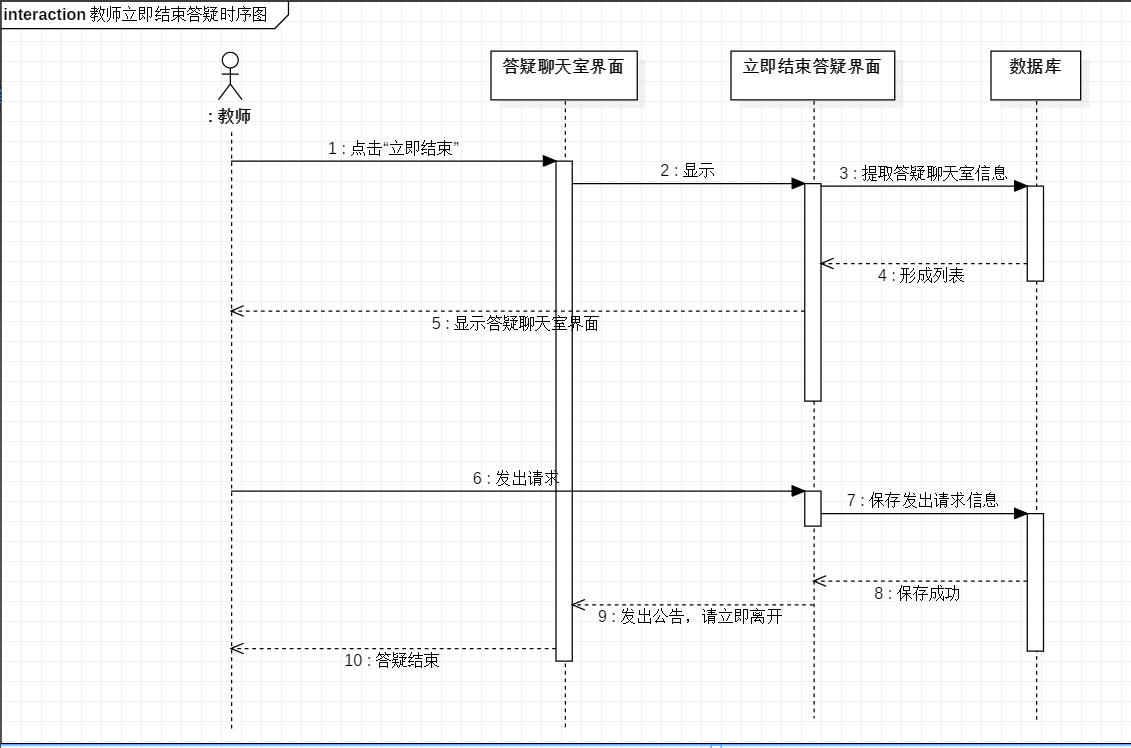 interaction 教师立即结束答疑时序图
答疑聊天室界面
立即结束答疑界面
数据库
: 教师
1 : 点击“立即结束”
2 : 显示
3 : 提取答疑聊天室信息
4 : 形成列表
5 : 显示答疑聊天室界面
6 : 发出请求
7 : 保存发出请求信息
8 : 保存成功
9 : 发出公告，请立即离开
10 : 答疑结束